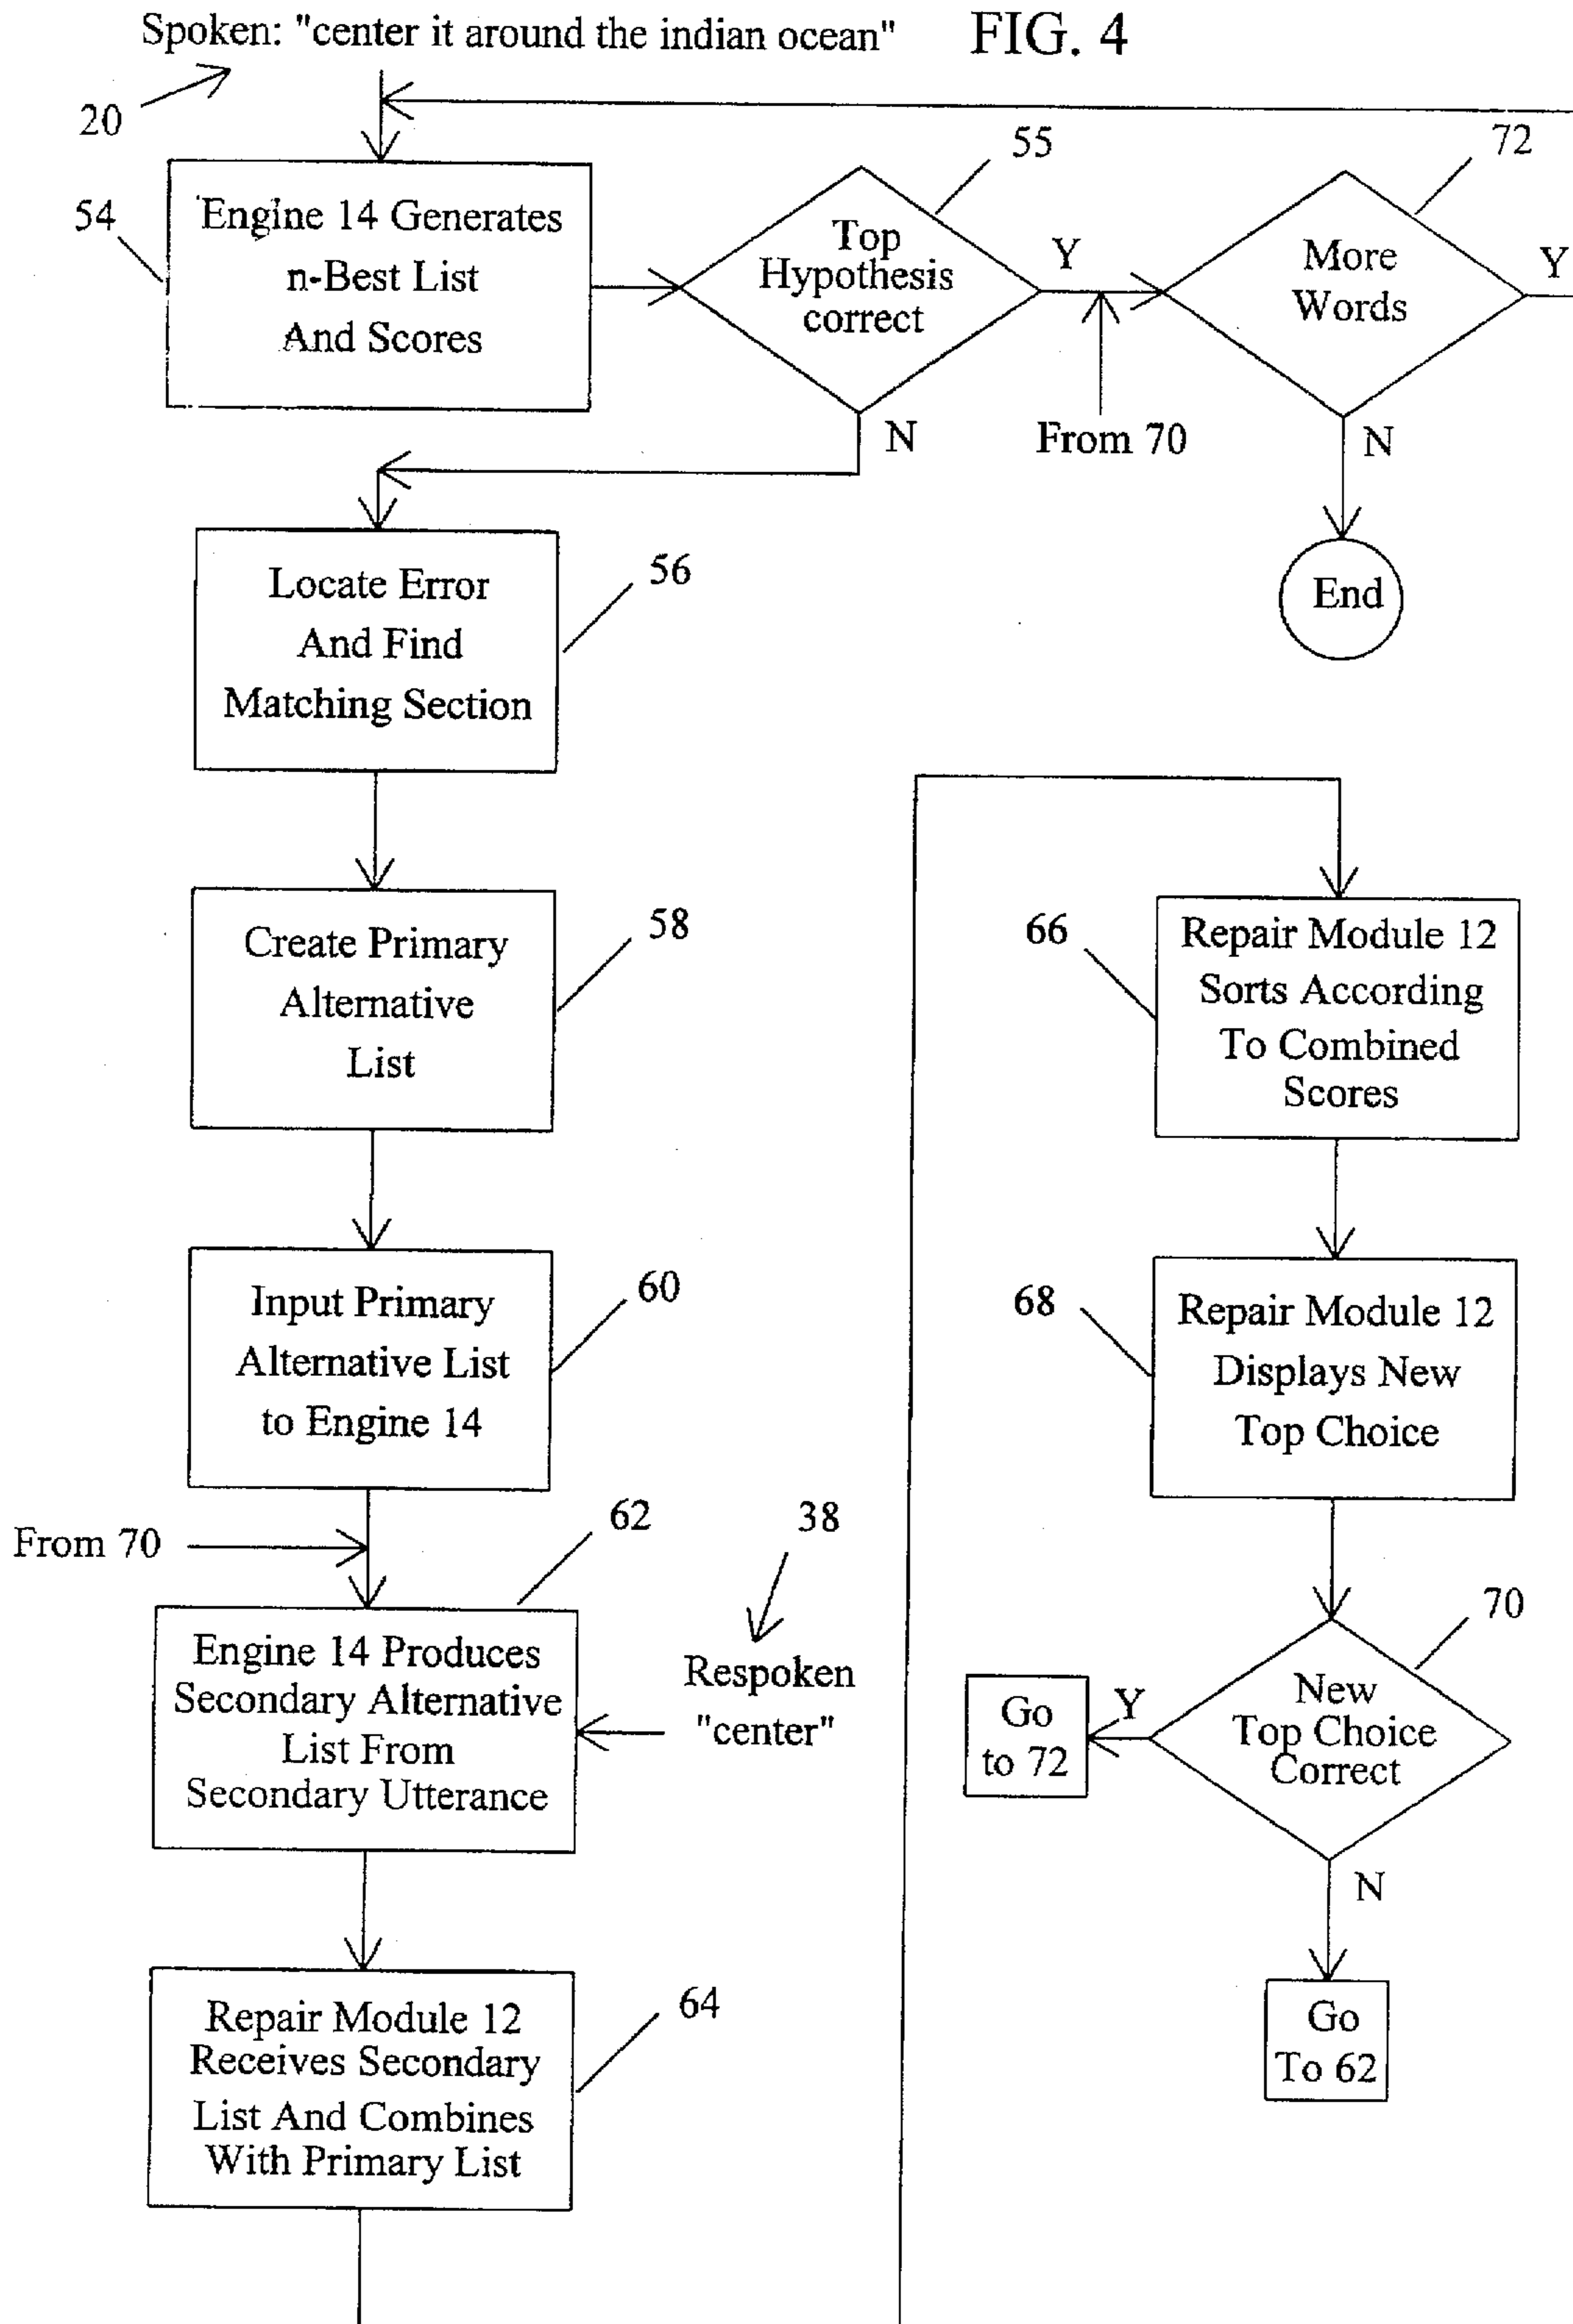 Spoken: "center it around the indian ocean"
FIG. 4
20
54
Engine 14 Generates
n-Best List
And Scores
55
Top
Hypothesis
correct
Y
N
From 70
72
More
Words
Y
N
End
Locate Error
And Find
Matching Section
56
Create Primary
Alternative
List
58
Input Primary
Alternative List
to Engine 14
60
From 70
62
38
Engine 14 Produces
Secondary Alternative
List From
Secondary Utterance
Respoken
"center"
Repair Module 12
Receives Secondary
List And Combines
With Primary List
64
66
Repair Module 12
Sorts According
To Combined
Scores
68
Repair Module 12
Displays New
Top Choice
70
New
Top Choice
Correct
Y
Go
to 72
N
Go
To 62